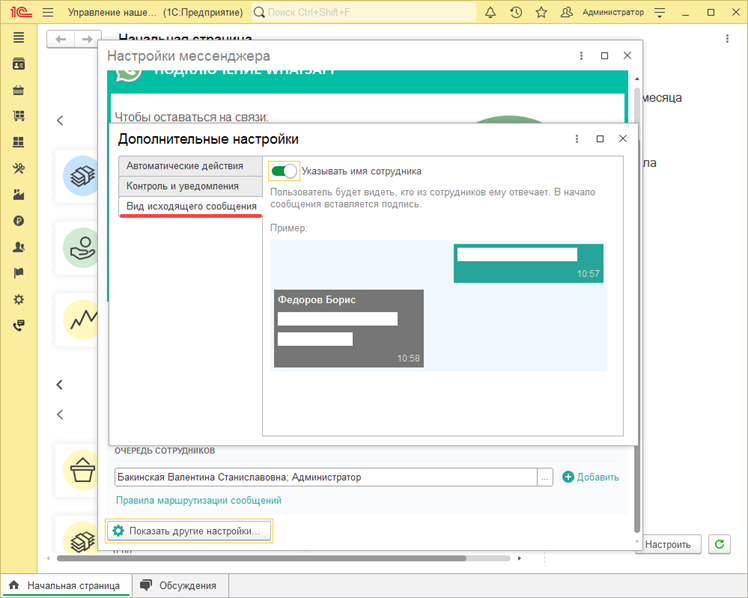 1С
Управление наше... (1С:Предприятие)
Поиск Ctrl+Shift+F
Администратор
Начальная страница
Настройки мессенджера
ПОДКЛЮЧЕНИЕ WHATSAPP
Чтобы оставаться на связи:
месяца
Дополнительные настройки
Автоматические действия
Контроль и уведомления
Вид исходящего сообщения
Указывать имя сотрудника
Пользователь будет видеть, кто из сотрудников ему отвечает. В начало
сообщения вставляется подпись.
Пример:
10:57
Федоров Борис
10:58
ОЧЕРЕДЬ СОТРУДНИКОВ
Бакинская Валентина Станиславовна; Администратор
...
Добавить
Правила маршрутизации сообщений
Показать другие настройки...
Настроить
Начальная страница
Обсуждения